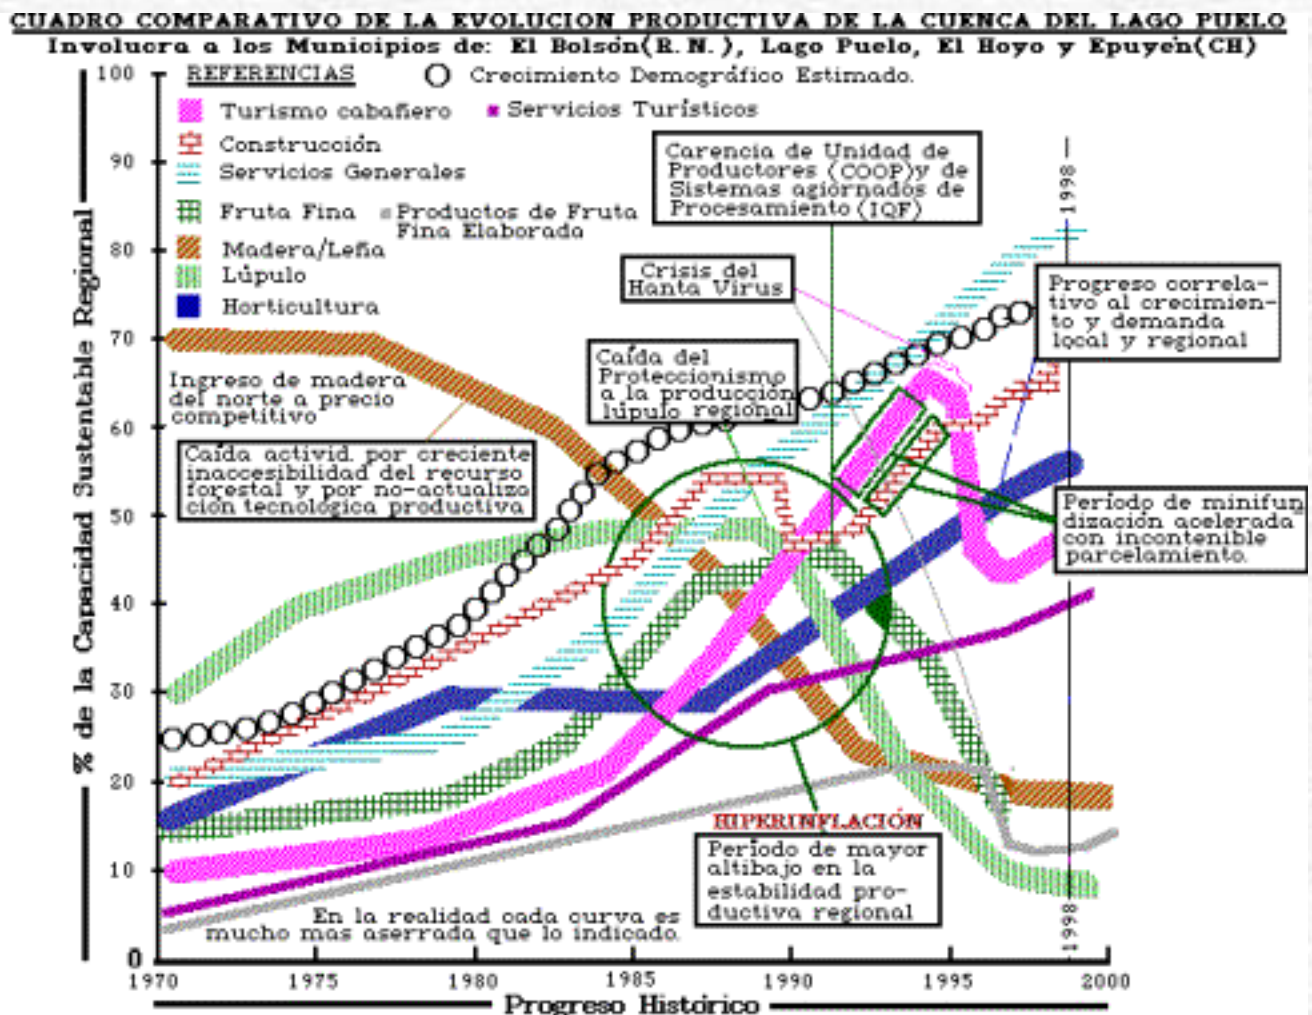 CUADRO COMPARATIVO DE LA EVOLUCION PRODUCTIVA DE LA CUENCA DEL LAGO PUELO
Involucra a los Municipios de: El Bolsón(R.N.), Lago Puelo, El Hoyo y Epuyén(CH)
REFERENCIAS
Crecimiento Demográfico Estimado.
Turismo cabañero
Servicios Turísticos
Construcción
Servicios Generales
Fruta Fina
Productos de Fruta
Fina Elaborada
Madera/Leña
Lúpulo
Horticultura
Carencia de Unidad de
Productores (COOP)y de
Sistemas agiornados de
Procesamiento (IQF)
1998
Crisis del
Hanta Virus
Progreso correla-
tivo al crecimien-
to y demanda
local y regional
Caída del
Proteccionismo
a la producción
lúpulo regional
Ingreso de madera
del norte a precio
competitivo
Caída activid. por creciente
inaccesibilidad del recurso
forestal y por no-actualiza
ción tecnológica productiva
Período de minifun
dización acelerada
con incontenible
parcelamiento.
HIPERINFLACIÓN
Período de mayor
altibajo en la
estabilidad pro-
ductiva regional
En la realidad cada curva es
mucho mas aserrada que lo indicado.
1998
% de la Capacidad Sustentable Regional
100
90
80
70
60
50
40
30
20
10
0
1970
1975
1980
1985
1990
1995
2000
Progreso Histórico